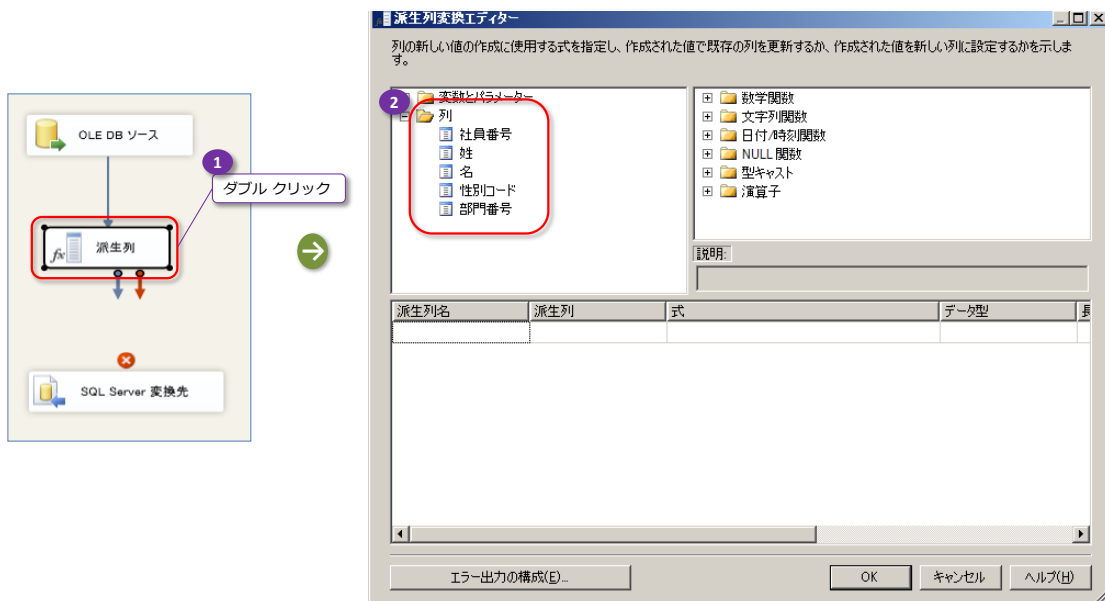 OLE DB ソース
1
ダブル クリック
fx
派生列
SQL Server 変換先
派生列変換エディター
列の新しい値の作成に使用する式を指定し、作成された値で既存の列を更新するか、作成された値を新しい列に設定するかを示しま
す。
2
変数とパラメーター
列
社員番号
姓
名
性別コード
部門番号
数学関数
文字列関数
日付/時刻関数
NULL 関数
型キャスト
演算子
説明:
派生列名
派生列
式
データ型
長
エラー出力の構成(E)...
OK
キャンセル
ヘルプ(H)